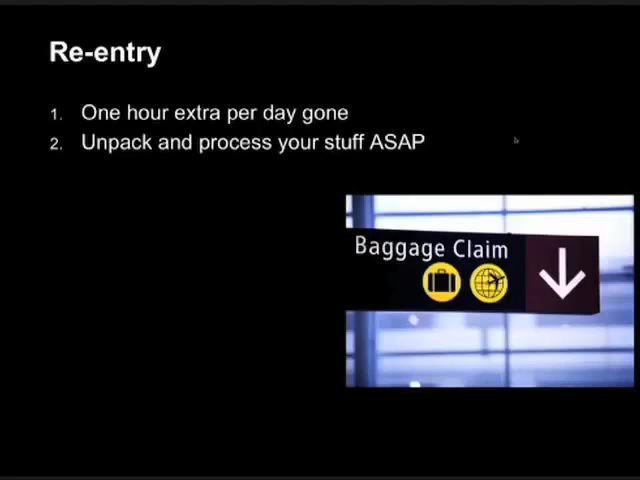 Re-entry
1. One hour extra per day gone
2. Unpack and process your stuff ASAP
Baggage Claim